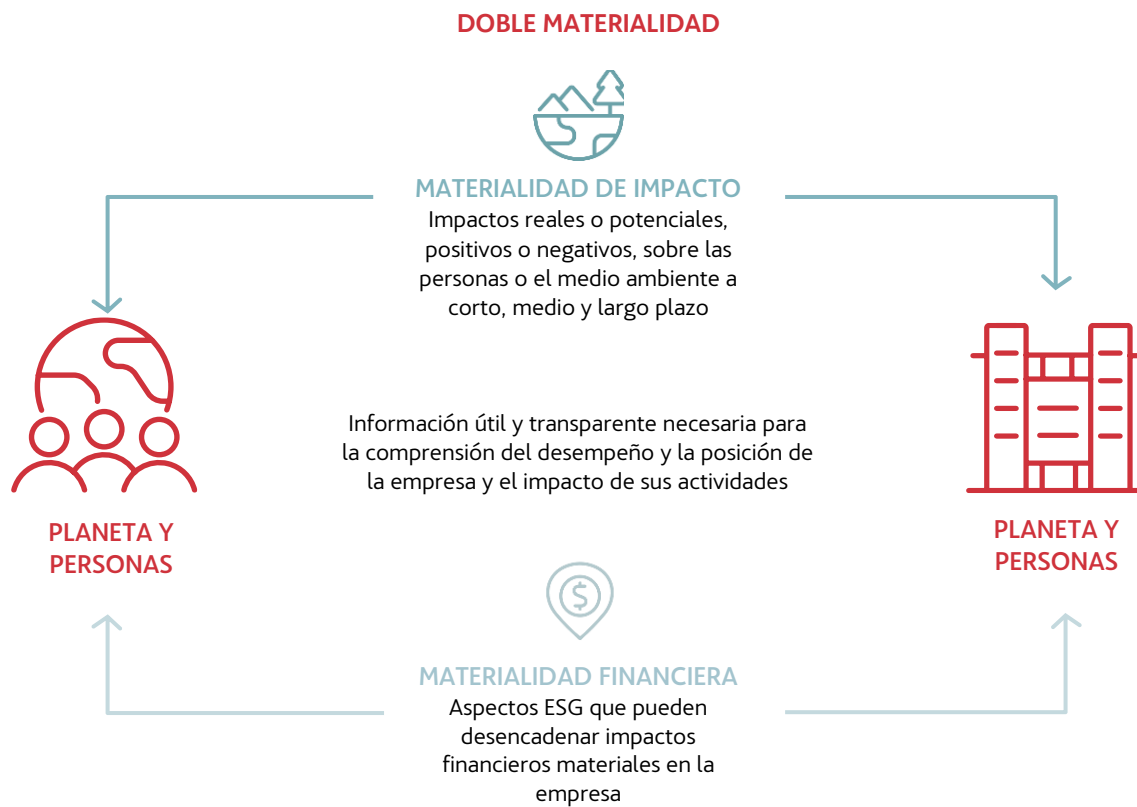 DOBLE MATERIALIDAD
MATERIALIDAD DE IMPACTO
Impactos reales o potenciales,
positivos o negativos, sobre las
personas o el medio ambiente a
corto, medio y largo plazo
Información útil y transparente necesaria para
la comprensión del desempeño y la posición de
la empresa y el impacto de sus actividades
PLANETA Y
PERSONAS
PLANETA Y
PERSONAS
$
MATERIALIDAD FINANCIERA
Aspectos ESG que pueden
desencadenar impactos
financieros materiales en la
empresa